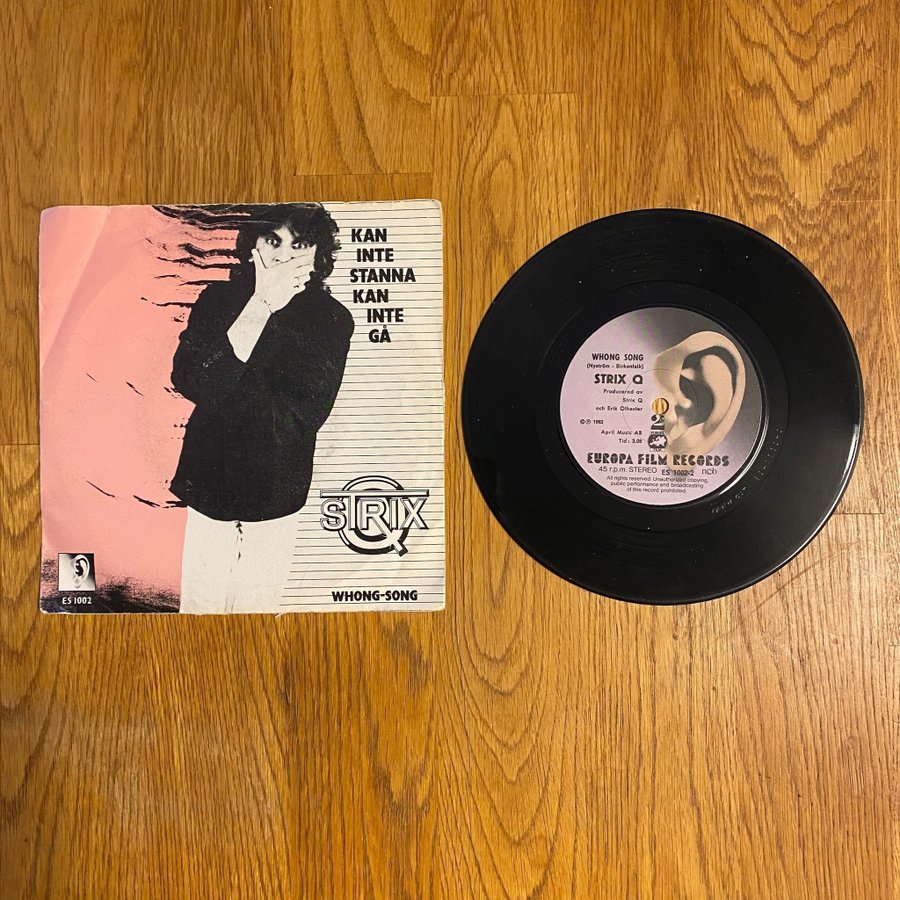 KAN
INTE
STANNA
KAN
INTE
GÅ
STRIX Q
WHONG-SONG
ES 1002
WHONG SONG
(Nyström - Birkenfalk)
STRIX Q
Producerad av
Strix Q
och Erik Olhester
©℗ 1982
2
April Music AB
Tid: 3,08
EUROPA FILM RECORDS
45 r.p.m. STEREO ES 1002-2 ncb
All rights reserved. Unauthorized copying,
public performance and broadcasting
of this record prohibited.